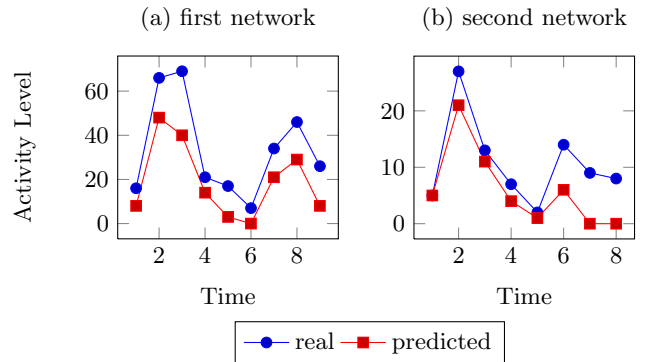 (a) first network
(b) second network
Activity Level
60
40
20
0
2 4 6 8
Time
20
10
0
2 4 6 8
Time
real predicted